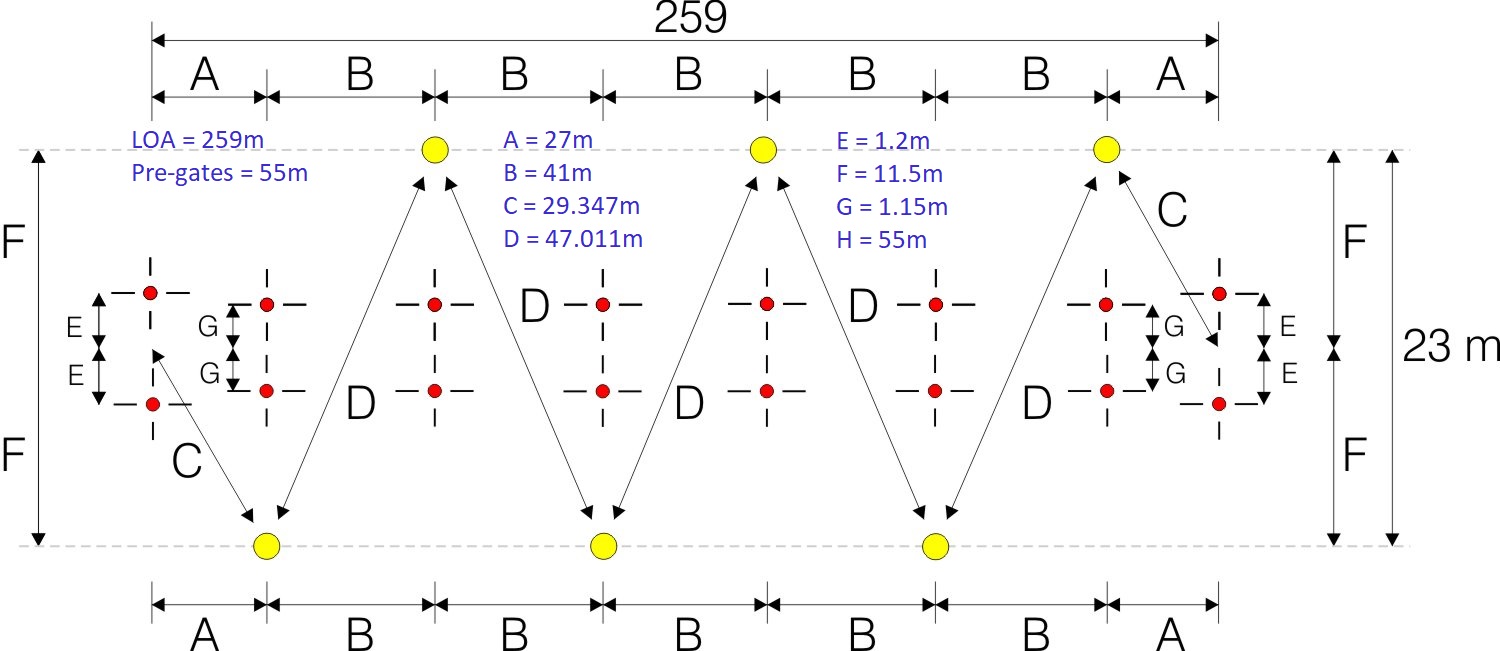 259
A B B B B B A
LOA = 259m
Pre-gates = 55m
A = 27m
B = 41m
C = 29.347m
D = 47.011m
E = 1.2m
F = 11.5m
G = 1.15m
H = 55m
F C F
E G D D G E
23 m
E G D D D G E
F C F
A B B B B B A